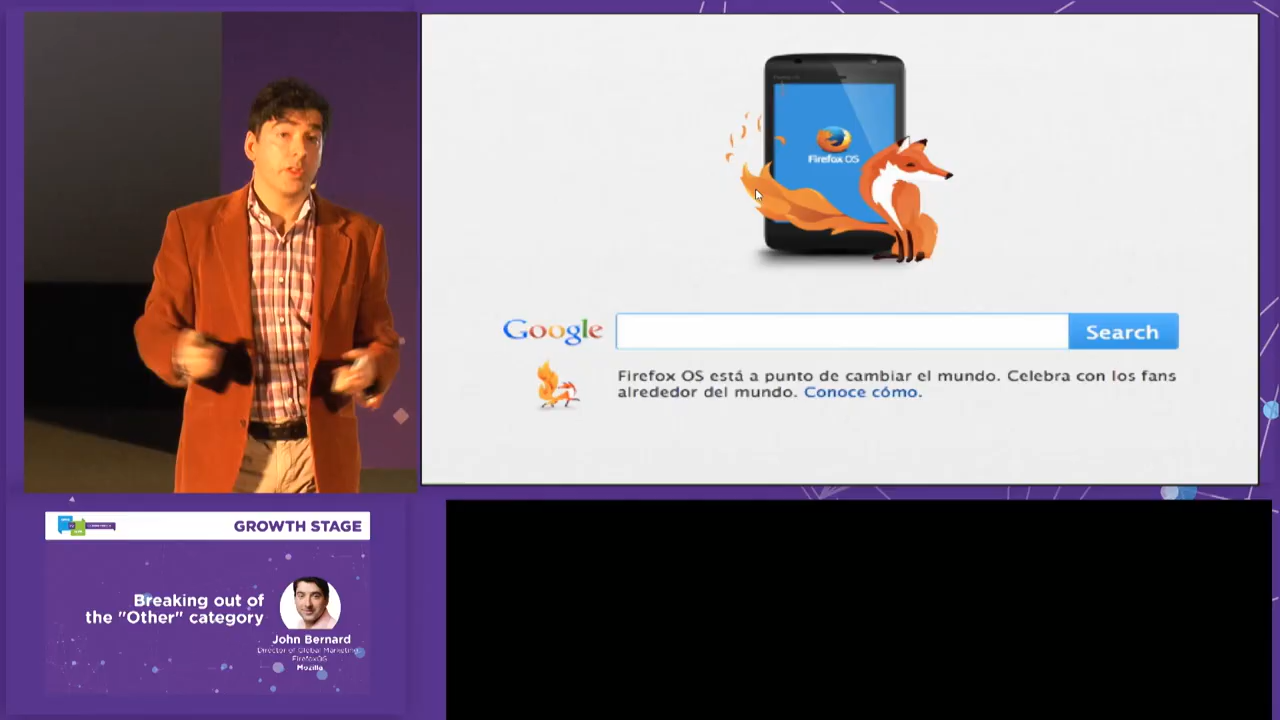 Firefox OS
Google
Search
Firefox OS está a punto de cambiar el mundo. Celebra con los fans
alrededor del mundo. Conoce cómo.
GROWTH STAGE
Breaking out of
the "Other" category
John Bernard
Director of Global Marketing,
FirefoxOS
Mozilla